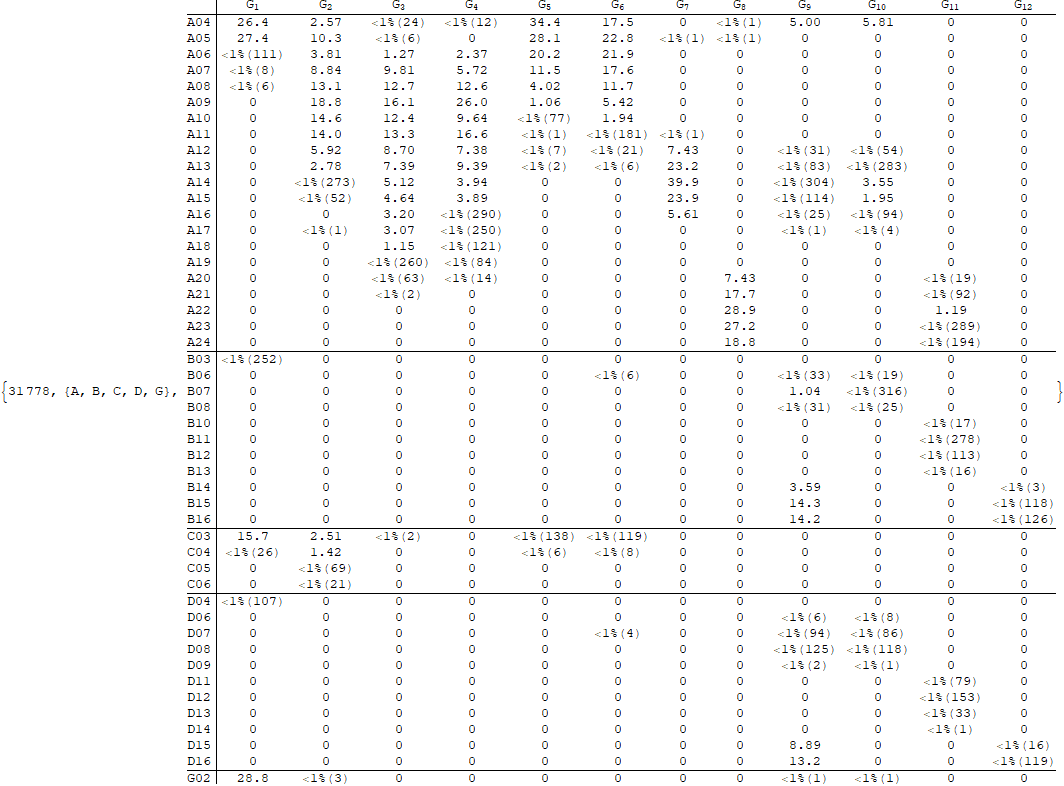 G1 G2 G3 G4 G5 G6 G7 G8 G9 G10 G11 G12
A04 26.4 2.57 <1%(24) <1%(12) 34.4 17.5 0 <1%(1) 5.00 5.81 0 0
A05 27.4 10.3 <1%(6) 0 28.1 22.8 <1%(1) <1%(1) 0 0 0 0
A06 <1%(111) 3.81 1.27 2.37 20.2 21.9 0 0 0 0 0 0
A07 <1%(8) 8.84 9.81 5.72 11.5 17.6 0 0 0 0 0 0
A08 <1%(6) 13.1 12.7 12.6 4.02 11.7 0 0 0 0 0 0
A09 0 18.8 16.1 26.0 1.06 5.42 0 0 0 0 0 0
A10 0 14.6 12.4 9.64 <1%(77) 1.94 0 0 0 0 0 0
A11 0 14.0 13.3 16.6 <1%(1) <1%(181) <1%(1) 0 0 0 0 0
A12 0 5.92 8.70 7.38 <1%(7) <1%(21) 7.43 0 <1%(31) <1%(54) 0 0
A13 0 2.78 7.39 9.39 <1%(2) <1%(6) 23.2 0 <1%(83) <1%(283) 0 0
A14 0 <1%(273) 5.12 3.94 0 0 39.9 0 <1%(304) 3.55 0 0
A15 0 <1%(52) 4.64 3.89 0 0 23.9 0 <1%(114) 1.95 0 0
A16 0 0 3.20 <1%(290) 0 0 5.61 0 <1%(25) <1%(94) 0 0
A17 0 <1%(1) 3.07 <1%(250) 0 0 0 0 <1%(1) <1%(4) 0 0
A18 0 0 1.15 <1%(121) 0 0 0 0 0 0 0 0
A19 0 0 <1%(260) <1%(84) 0 0 0 0 0 0 0 0
A20 0 0 <1%(63) <1%(14) 0 0 0 7.43 0 0 <1%(19) 0
A21 0 0 <1%(2) 0 0 0 0 17.7 0 0 <1%(92) 0
A22 0 0 0 0 0 0 0 28.9 0 0 1.19 0
A23 0 0 0 0 0 0 0 27.2 0 0 <1%(289) 0
A24 0 0 0 0 0 0 0 18.8 0 0 <1%(194) 0
B03 <1%(252) 0 0 0 0 0 0 0 0 0 0 0
B06 0 0 0 0 0 <1%(6) 0 0 <1%(33) <1%(19) 0 0
{31778, {A, B, C, D, G}, B07 0 0 0 0 0 0 0 0 1.04 <1%(316) 0 0 }
B08 0 0 0 0 0 0 0 0 <1%(31) <1%(25) 0 0
B10 0 0 0 0 0 0 0 0 0 0 <1%(17) 0
B11 0 0 0 0 0 0 0 0 0 0 <1%(278) 0
B12 0 0 0 0 0 0 0 0 0 0 <1%(113) 0
B13 0 0 0 0 0 0 0 0 0 0 <1%(16) 0
B14 0 0 0 0 0 0 0 0 3.59 0 0 <1%(3)
B15 0 0 0 0 0 0 0 0 14.3 0 0 <1%(118)
B16 0 0 0 0 0 0 0 0 14.2 0 0 <1%(126)
C03 15.7 2.51 <1%(2) 0 <1%(138) <1%(119) 0 0 0 0 0 0
C04 <1%(26) 1.42 0 0 <1%(6) <1%(8) 0 0 0 0 0 0
C05 0 <1%(69) 0 0 0 0 0 0 0 0 0 0
C06 0 <1%(21) 0 0 0 0 0 0 0 0 0 0
D04 <1%(107) 0 0 0 0 0 0 0 0 0 0 0
D06 0 0 0 0 0 0 0 0 <1%(6) <1%(8) 0 0
D07 0 0 0 0 0 <1%(4) 0 0 <1%(94) <1%(86) 0 0
D08 0 0 0 0 0 0 0 0 <1%(125) <1%(118) 0 0
D09 0 0 0 0 0 0 0 0 <1%(2) <1%(1) 0 0
D11 0 0 0 0 0 0 0 0 0 0 <1%(79) 0
D12 0 0 0 0 0 0 0 0 0 0 <1%(153) 0
D13 0 0 0 0 0 0 0 0 0 0 <1%(33) 0
D14 0 0 0 0 0 0 0 0 0 0 <1%(1) 0
D15 0 0 0 0 0 0 0 0 8.89 0 0 <1%(16)
D16 0 0 0 0 0 0 0 0 13.2 0 0 <1%(119)
G02 28.8 <1%(3) 0 0 0 0 0 0 <1%(1) <1%(1) 0 0